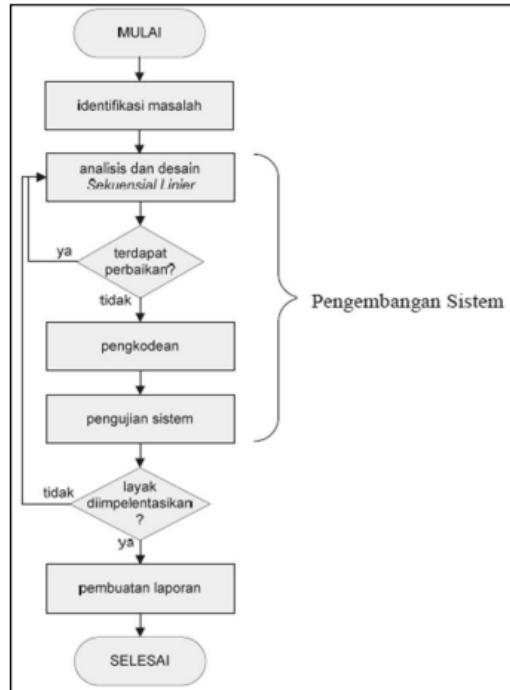 MULAI
identifikasi masalah
analisis dan desain
Sekuensial Linier
ya
terdapat
perbaikan?
tidak
Pengembangan Sistem
pengkodean
pengujian sistem
tidak
layak
diimpelentasikan
?
ya
pembuatan laporan
SELESAI